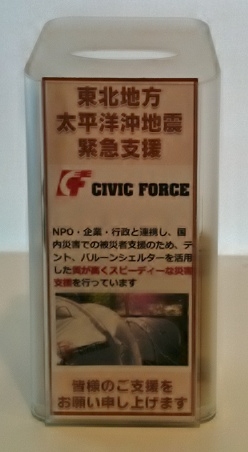 東北地方
太平洋沖地震
緊急支援
CIVIC FORCE
NPO・企業・行政と連携し、国
内災害での被災者支援のため、テ
ント、バルーンシェルターを活用
した質が高くスピーディーな災害
支援を行っています
皆様のご支援を
お願い申し上げます